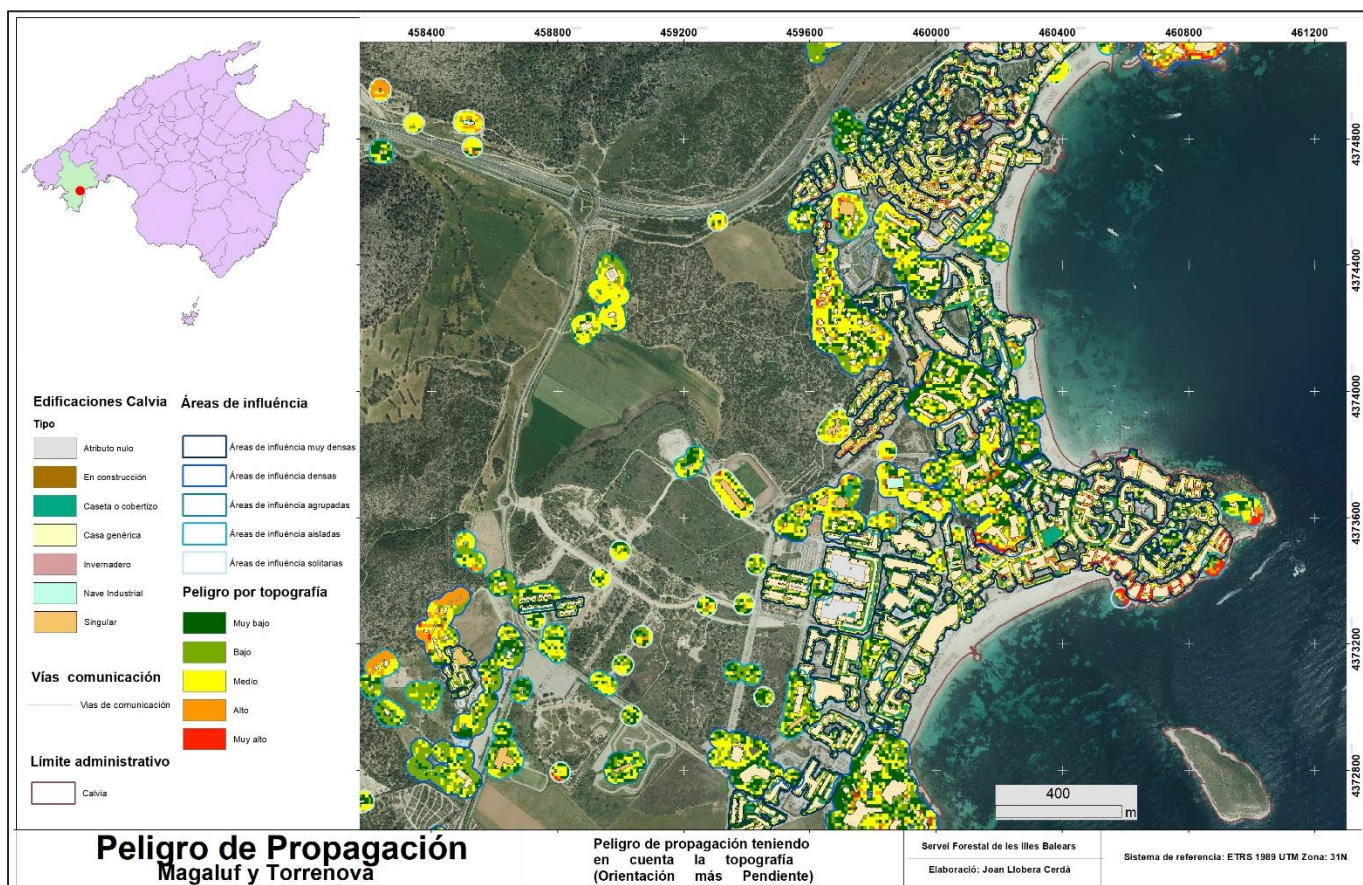 458400 458800 459200 459600 460000 460400 460800 461200
4374800
4374400
4374000
4373600
4373200
4372800
Edificaciones Calvia
Tipo
Atributo nulo
En construcción
Caseta o cobertizo
Casa genérica
Invernadero
Nave Industrial
Singular
Vías comunicación
Vias de comunicación
Límite administrativo
Calvia
Áreas de influéncia
Áreas de influéncia muy densas
Áreas de influéncia densas
Áreas de influéncia agrupadas
Áreas de influéncia aisladas
Áreas de influéncia solitarias
Peligro por topografía
Muy bajo
Bajo
Medio
Alto
Muy alto
400
m
Peligro de Propagación
Magaluf y Torrenova
Peligro de propagación teniendo
en cuenta la topografía
(Orientación más Pendiente)
Servei Forestal de les Illes Balears
Elaboració: Joan Llobera Cerdà
Sistema de referencia: ETRS 1989 UTM Zona: 31N